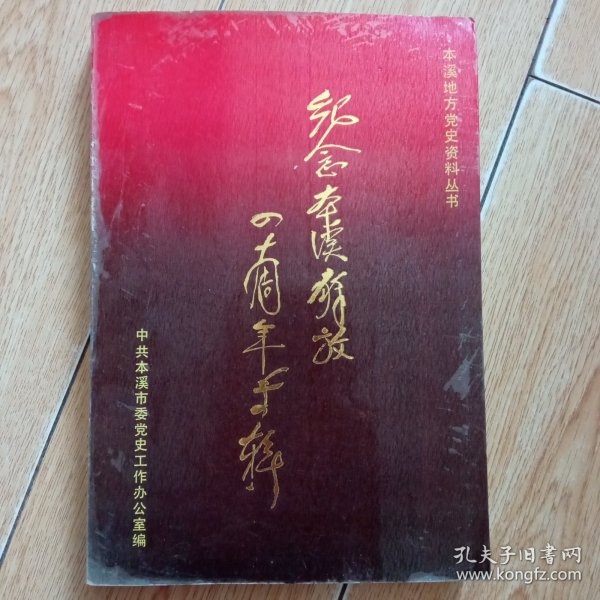 本溪地方党史资料丛书
纪念本溪解放
四十周年专辑
中共本溪市委党史工作办公室编
孔夫子旧书网
www.kongfz.com